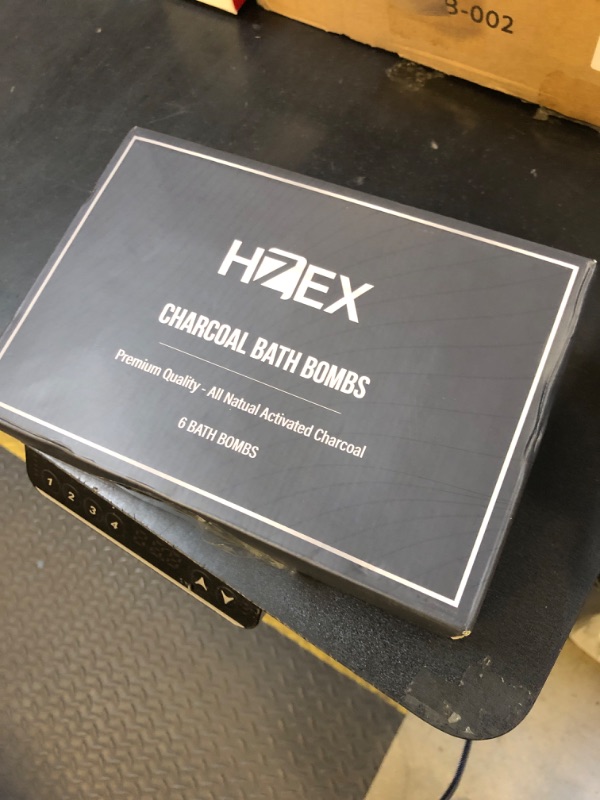 B-002
H7EX
CHARCOAL BATH BOMBS
Premium Quality - All Natual Activated Charcoal
6 BATH BOMBS
1 2 3 4